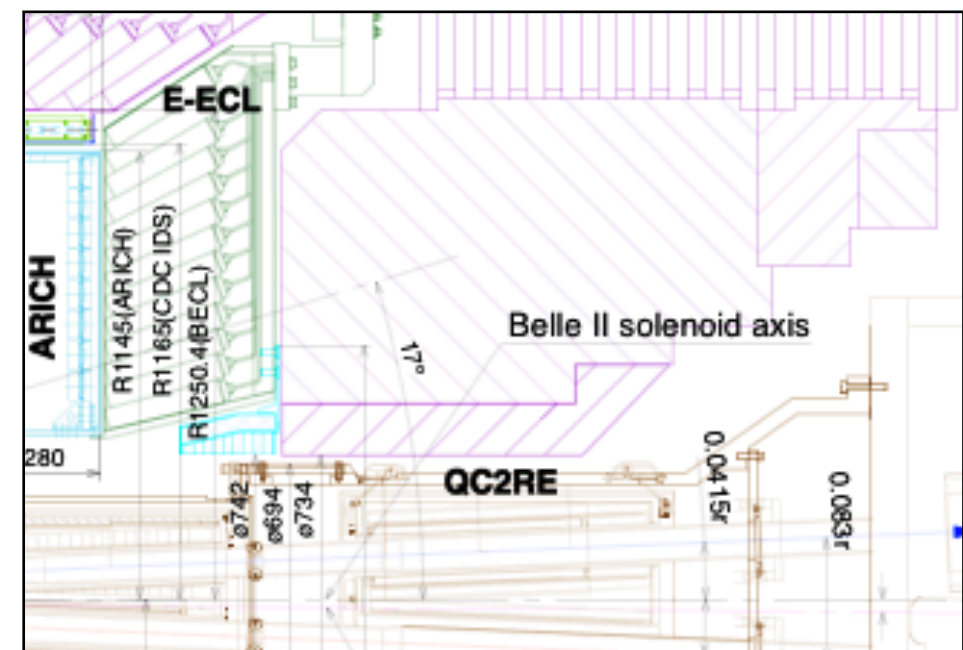 E-ECL
ARICH
R1145(ARICH)
R1165(CDC IDS)
R1250.4(BECL)
17°
Belle II solenoid axis
280
QC2RE
ø742
ø694
ø734
0.0415r
0.083r